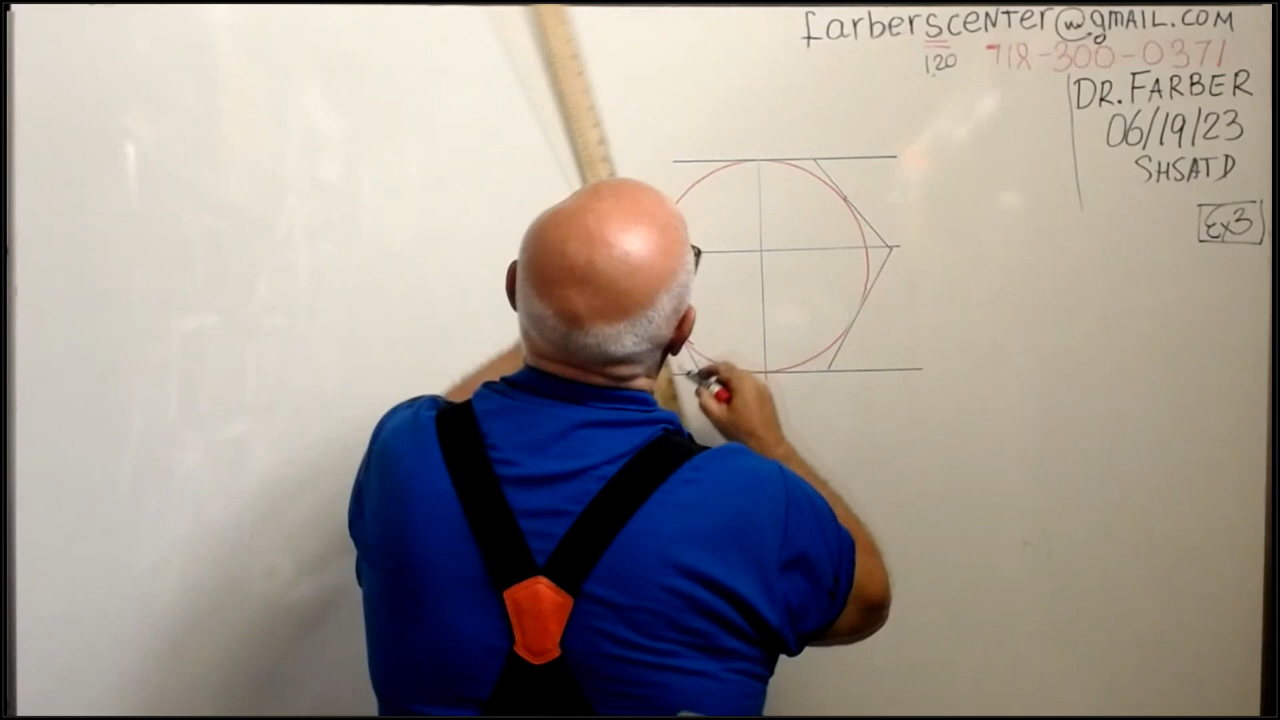 farberscenter@gmail.com
120 718-300-0371
DR. FARBER
06/19/23
SHSATD
Ex3